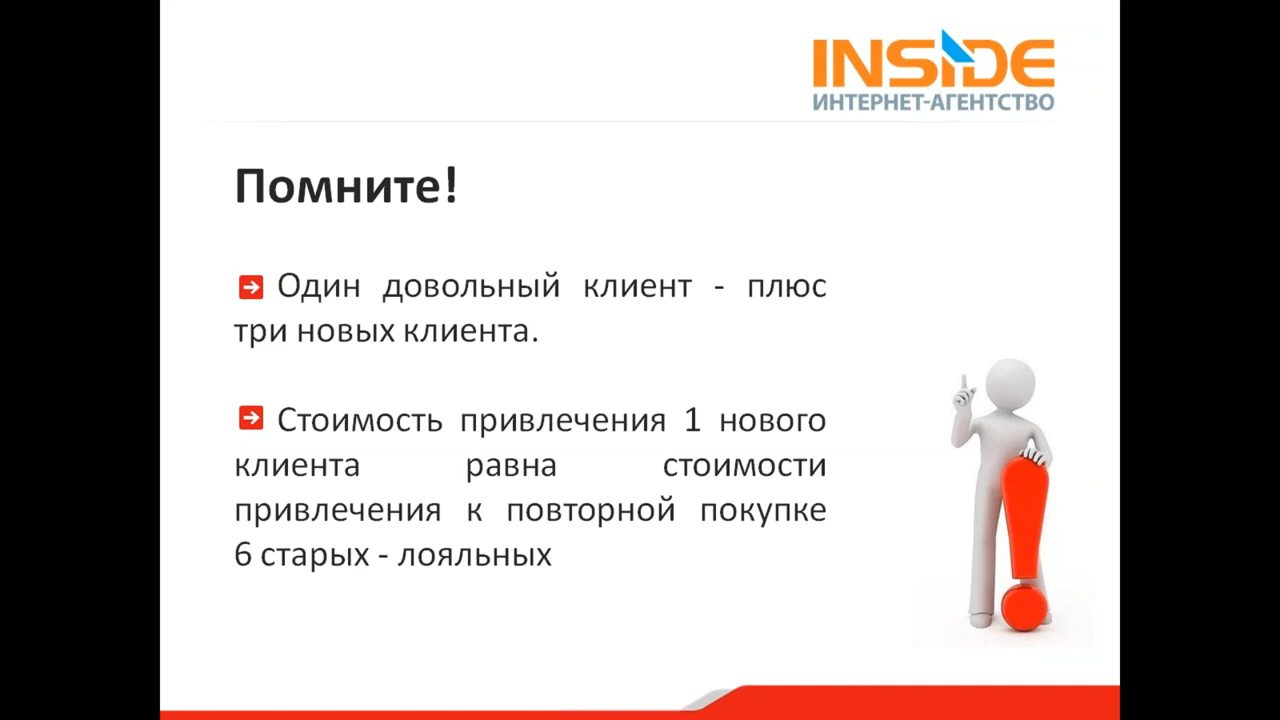 INSIDE
ИНТЕРНЕТ-АГЕНТСТВО
Помните!
Один довольный клиент - плюс
три новых клиента.
Стоимость привлечения 1 нового
клиента равна стоимости
привлечения к повторной покупке
6 старых - лояльных